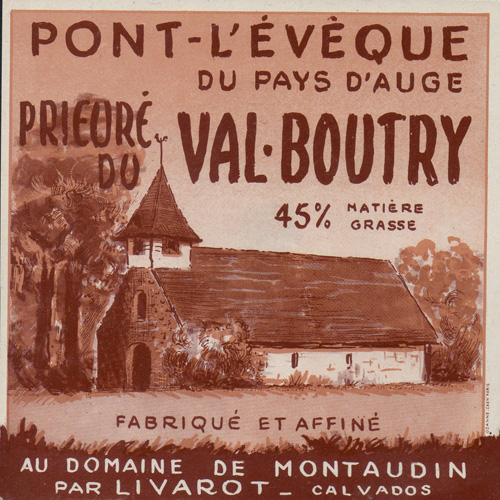 PONT-L'ÉVÊQUE
DU PAYS D'AUGE
PRIEURÉ
DU
VAL·BOUTRY
45% MATIÈRE
GRASSE
FABRIQUÉ ET AFFINÉ
AU DOMAINE DE MONTAUDIN
PAR LIVAROT _ CALVADOS